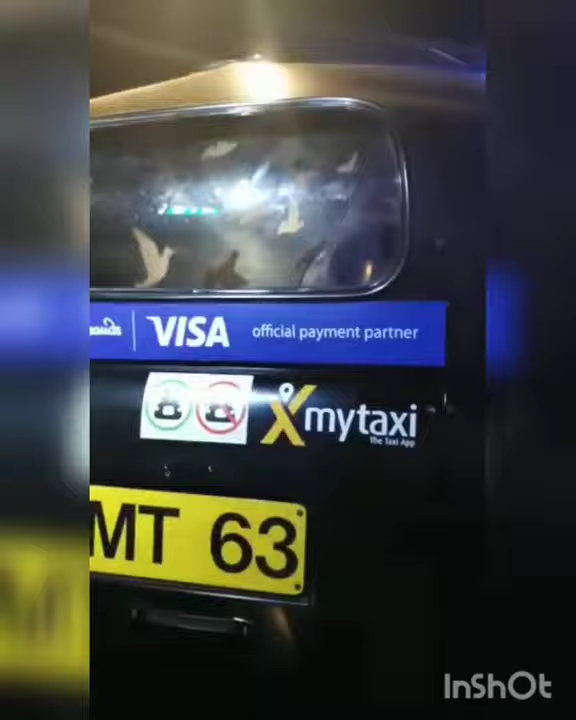 VISA official payment partner
mytaxi
The Taxi App
MT 63
InShOt